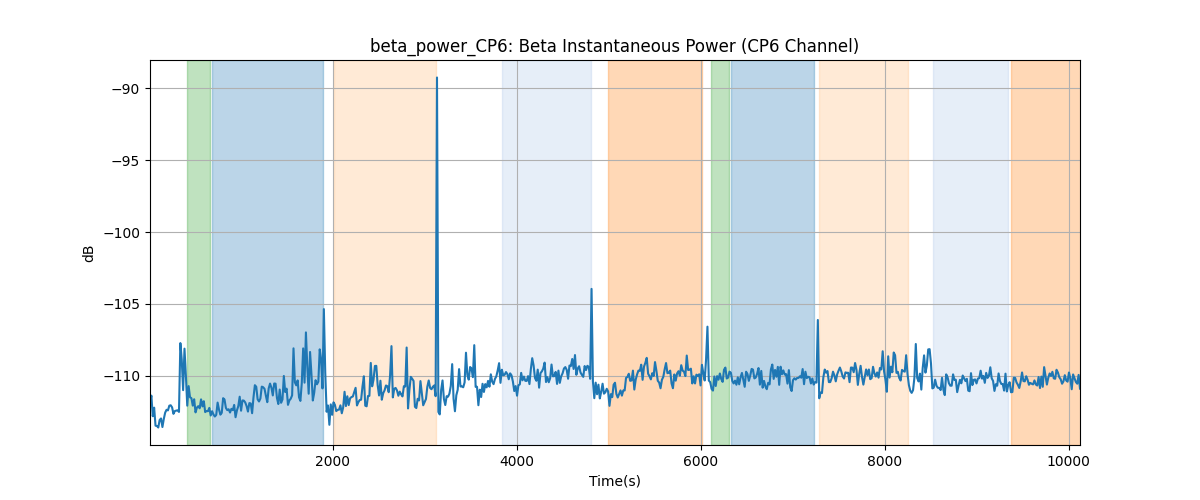 beta_power_CP6: Beta Instantaneous Power (CP6 Channel)
dB
−90
−95
−100
−105
−110
2000 4000 6000 8000 10000
Time(s)